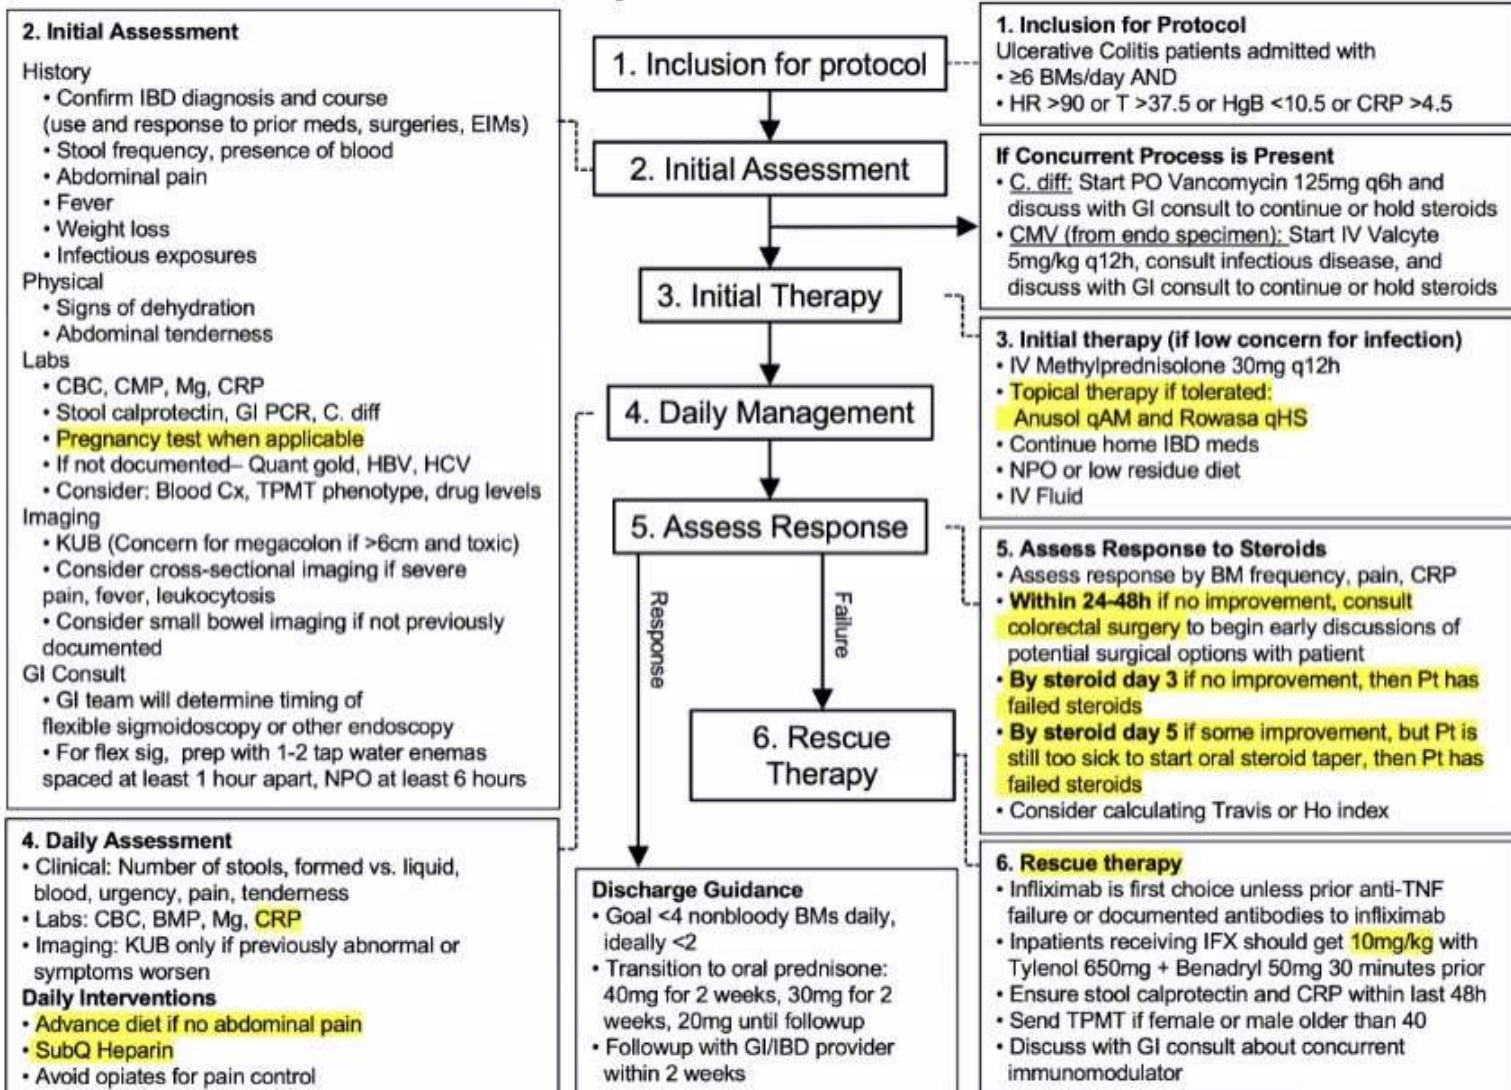 2. Initial Assessment
History
• Confirm IBD diagnosis and course
(use and response to prior meds, surgeries, EIMs)
• Stool frequency, presence of blood
• Abdominal pain
• Fever
• Weight loss
• Infectious exposures
Physical
• Signs of dehydration
• Abdominal tenderness
Labs
• CBC, CMP, Mg, CRP
• Stool calprotectin, GI PCR, C. diff
• Pregnancy test when applicable
• If not documented– Quant gold, HBV, HCV
• Consider: Blood Cx, TPMT phenotype, drug levels
Imaging
• KUB (Concern for megacolon if >6cm and toxic)
• Consider cross-sectional imaging if severe
pain, fever, leukocytosis
• Consider small bowel imaging if not previously
documented
GI Consult
• GI team will determine timing of
flexible sigmoidoscopy or other endoscopy
• For flex sig, prep with 1-2 tap water enemas
spaced at least 1 hour apart, NPO at least 6 hours
4. Daily Assessment
• Clinical: Number of stools, formed vs. liquid,
blood, urgency, pain, tenderness
• Labs: CBC, BMP, Mg, CRP
• Imaging: KUB only if previously abnormal or
symptoms worsen
Daily Interventions
• Advance diet if no abdominal pain
• SubQ Heparin
• Avoid opiates for pain control
1. Inclusion for protocol
2. Initial Assessment
3. Initial Therapy
4. Daily Management
5. Assess Response
Response
Failure
6. Rescue
Therapy
Discharge Guidance
• Goal <4 nonbloody BMs daily,
ideally <2
• Transition to oral prednisone:
40mg for 2 weeks, 30mg for 2
weeks, 20mg until followup
• Followup with GI/IBD provider
within 2 weeks
1. Inclusion for Protocol
Ulcerative Colitis patients admitted with
• ≥6 BMs/day AND
• HR >90 or T >37.5 or HgB <10.5 or CRP >4.5
If Concurrent Process is Present
• C. diff: Start PO Vancomycin 125mg q6h and
discuss with GI consult to continue or hold steroids
• CMV (from endo specimen): Start IV Valcyte
5mg/kg q12h, consult infectious disease, and
discuss with GI consult to continue or hold steroids
3. Initial therapy (if low concern for infection)
• IV Methylprednisolone 30mg q12h
• Topical therapy if tolerated:
Anusol qAM and Rowasa qHS
• Continue home IBD meds
• NPO or low residue diet
• IV Fluid
5. Assess Response to Steroids
• Assess response by BM frequency, pain, CRP
• Within 24-48h if no improvement, consult
colorectal surgery to begin early discussions of
potential surgical options with patient
• By steroid day 3 if no improvement, then Pt has
failed steroids
• By steroid day 5 if some improvement, but Pt is
still too sick to start oral steroid taper, then Pt has
failed steroids
• Consider calculating Travis or Ho index
6. Rescue therapy
• Infliximab is first choice unless prior anti-TNF
failure or documented antibodies to infliximab
• Inpatients receiving IFX should get 10mg/kg with
Tylenol 650mg + Benadryl 50mg 30 minutes prior
• Ensure stool calprotectin and CRP within last 48h
• Send TPMT if female or male older than 40
• Discuss with GI consult about concurrent
immunomodulator